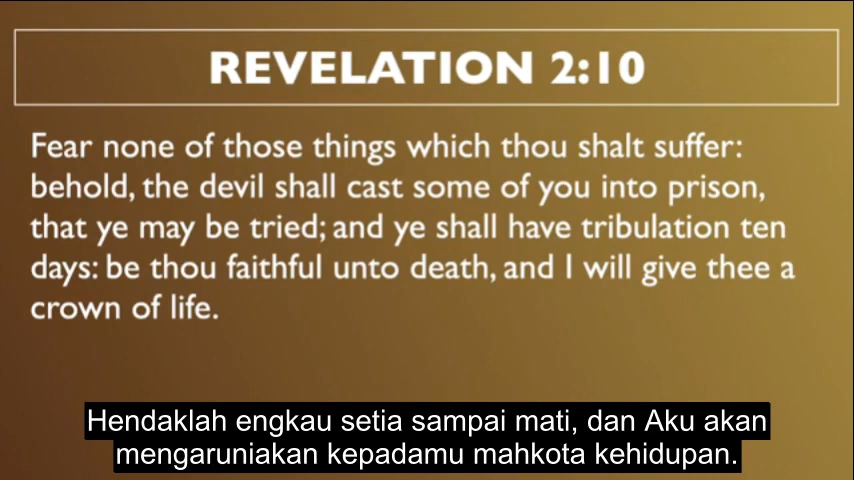 REVELATION 2:10
Fear none of those things which thou shalt suffer:
behold, the devil shall cast some of you into prison,
that ye may be tried; and ye shall have tribulation ten
days: be thou faithful unto death, and I will give thee a
crown of life.
Hendaklah engkau setia sampai mati, dan Aku akan
mengaruniakan kepadamu mahkota kehidupan.